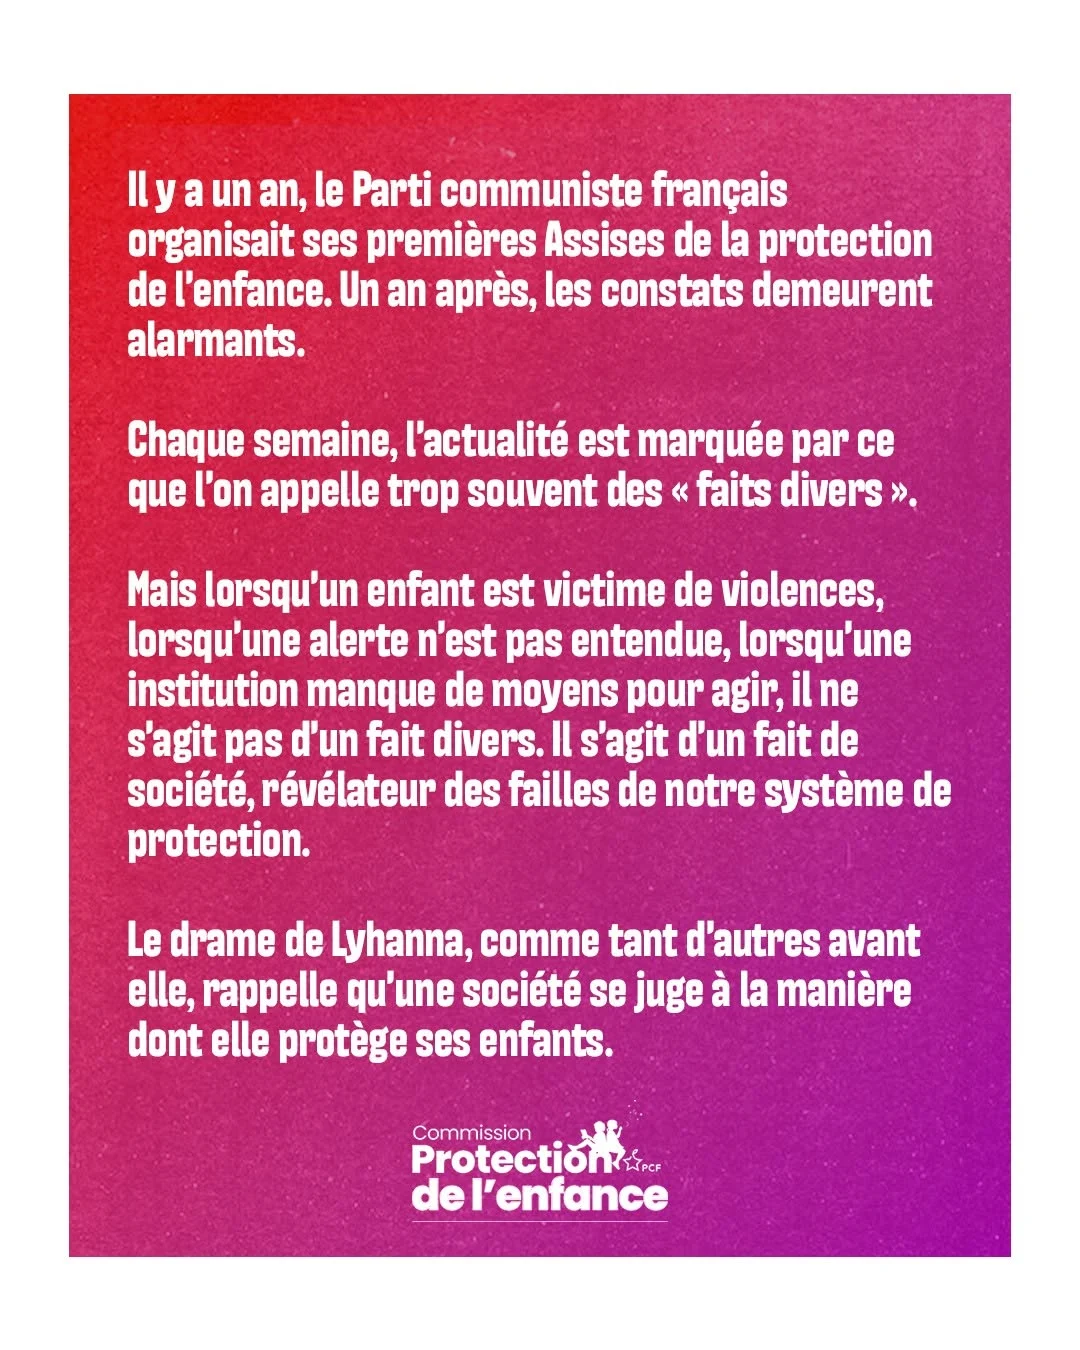 Il y a un an, le Parti communiste français
organisait ses premières Assises de la protection
de l'enfance. Un an après, les constats demeurent
alarmants.
Chaque semaine, l'actualité est marquée par ce
que l'on appelle trop souvent des « faits divers ».
Mais lorsqu'un enfant est victime de violences,
lorsqu'une alerte n'est pas entendue, lorsqu'une
institution manque de moyens pour agir, il ne
s'agit pas d'un fait divers. Il s'agit d'un fait de
société, révélateur des failles de notre système de
protection.
Le drame de Lyhanna, comme tant d'autres avant
elle, rappelle qu'une société se juge à la manière
dont elle protège ses enfants.
Commission
Protection
PCF
de l'enfance